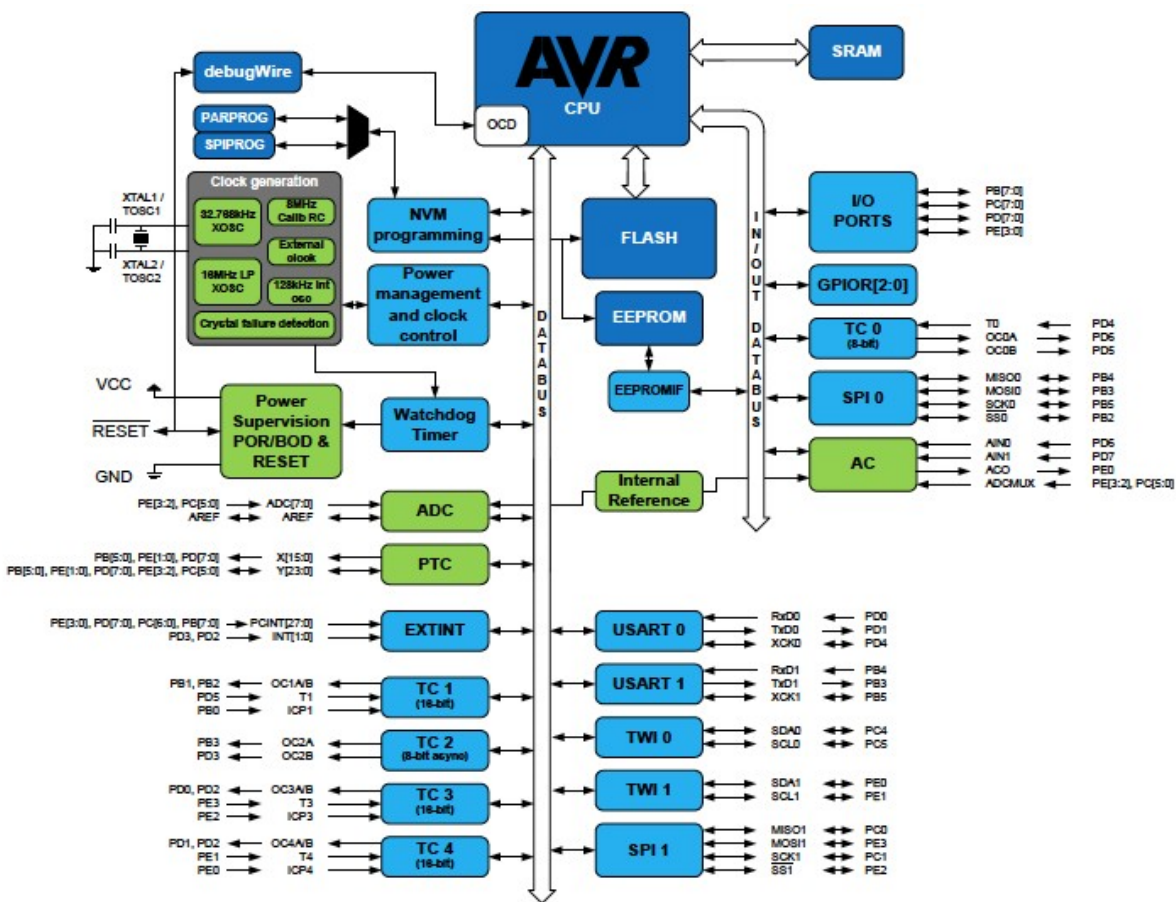 AVR
CPU
OCD
SRAM
debugWire
PARPROG
SPIPROG
Clock generation
XTAL1 /
TOSC1
32.768kHz
XOSC
8MHz
Calib RC
External
clock
XTAL2 /
TOSC2
16MHz LP
XOSC
128kHz int
osc
Crystal failure detection
NVM
programming
Power
management
and clock
control
FLASH
EEPROM
EEPROMIF
DATABUS
IN/OUT DATABUS
I/O
PORTS
PB[7:0]
PC[7:0]
PD[7:0]
PE[3:0]
GPIOR[2:0]
TC 0
(8-bit)
T0 PD4
OC0A PD6
OC0B PD5
SPI 0
MISO0 PB4
MOSI0 PB3
SCK0 PB5
SS0 PB2
AC
AIN0 PD6
AIN1 PD7
ACO PE0
ADCMUX PE[3:2], PC[5:0]
VCC
RESET
GND
Power
Supervision
POR/BOD &
RESET
Watchdog
Timer
Internal
Reference
PE[3:2], PC[5:0] ADC[7:0]
AREF AREF
ADC
PB[5:0], PE[1:0], PD[7:0] X[15:0]
PB[5:0], PE[1:0], PD[7:0], PE[3:2], PC[5:0] Y[23:0]
PTC
PE[3:0], PD[7:0], PC[6:0], PB[7:0] PCINT[27:0]
PD3, PD2 INT[1:0]
EXTINT
PB1, PB2 OC1A/B
PD5 T1
PB0 ICP1
TC 1
(16-bit)
PB3 OC2A
PD3 OC2B
TC 2
(8-bit async)
PD0, PD2 OC3A/B
PE3 T3
PE2 ICP3
TC 3
(16-bit)
PD1, PD2 OC4A/B
PE1 T4
PE0 ICP4
TC 4
(16-bit)
USART 0
RxD0 PD0
TxD0 PD1
XCK0 PD4
USART 1
RxD1 PB4
TxD1 PB3
XCK1 PB5
TWI 0
SDA0 PC4
SCL0 PC5
TWI 1
SDA1 PE0
SCL1 PE1
SPI 1
MISO1 PC0
MOSI1 PE3
SCK1 PC1
SS1 PE2